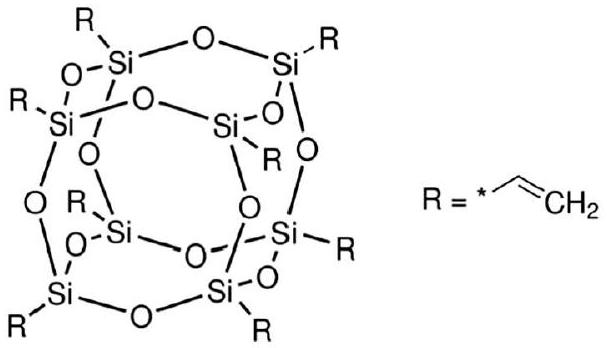 R
O R
O Si Si
R O O
Si Si
O R O
O R O R = * CH2
O Si O Si R
O
Si Si
R O R